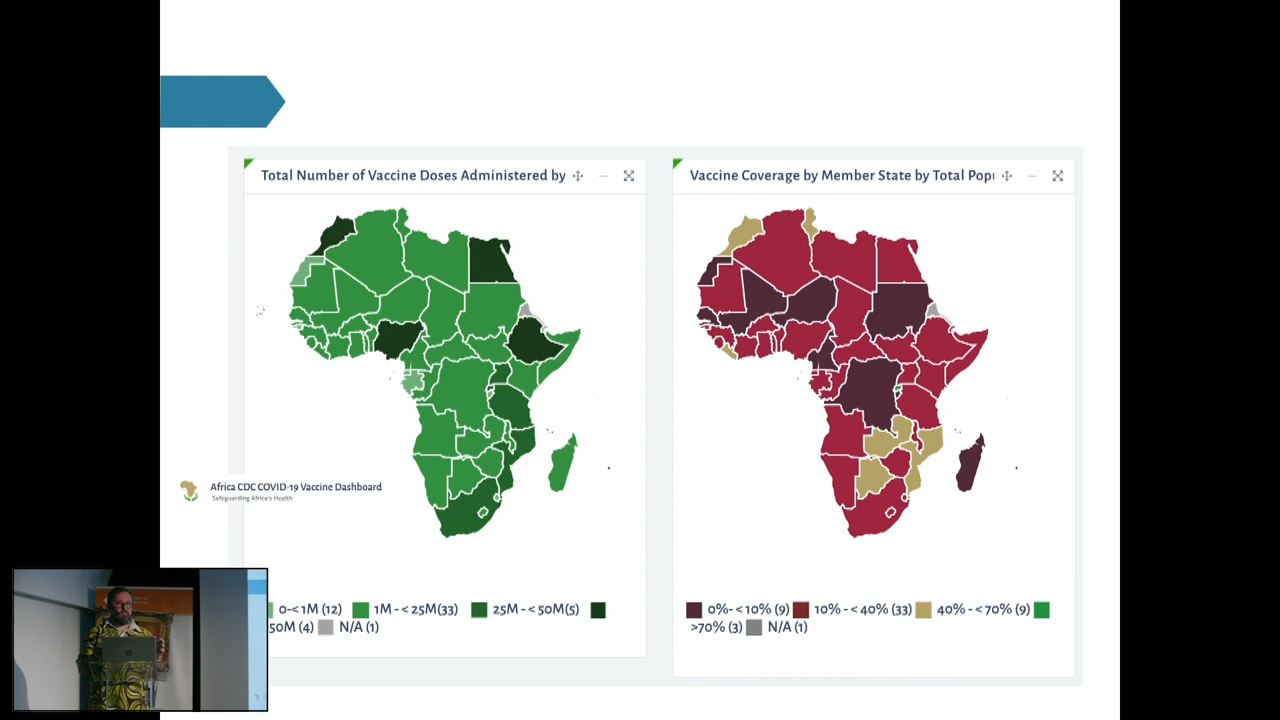 Total Number of Vaccine Doses Administered by
Vaccine Coverage by Member State by Total Popu
Africa CDC COVID-19 Vaccine Dashboard
Safeguarding Africa's Health
0-< 1M (12) 1M - < 25M(33) 25M - < 50M(5)
50M (4) N/A (1)
0%- < 10% (9) 10% - < 40% (33) 40% - < 70% (9)
>70% (3) N/A (1)